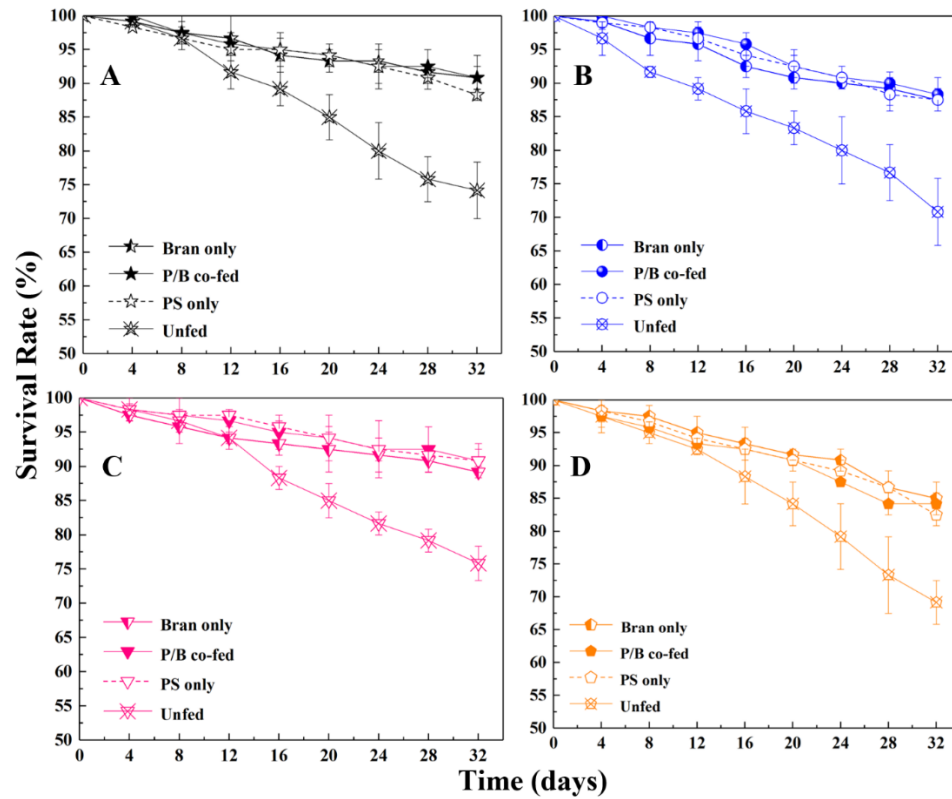 Survival Rate (%)
100
95
90
85
80
75
70
65
60
55
50
A
Bran only
P/B co-fed
PS only
Unfed
0 4 8 12 16 20 24 28 32
100
95
90
85
80
75
70
65
60
55
50
B
Bran only
P/B co-fed
PS only
Unfed
0 4 8 12 16 20 24 28 32
100
95
90
85
80
75
70
65
60
55
50
C
Bran only
P/B co-fed
PS only
Unfed
0 4 8 12 16 20 24 28 32
100
95
90
85
80
75
70
65
60
55
50
D
Bran only
P/B co-fed
PS only
Unfed
0 4 8 12 16 20 24 28 32
Time (days)